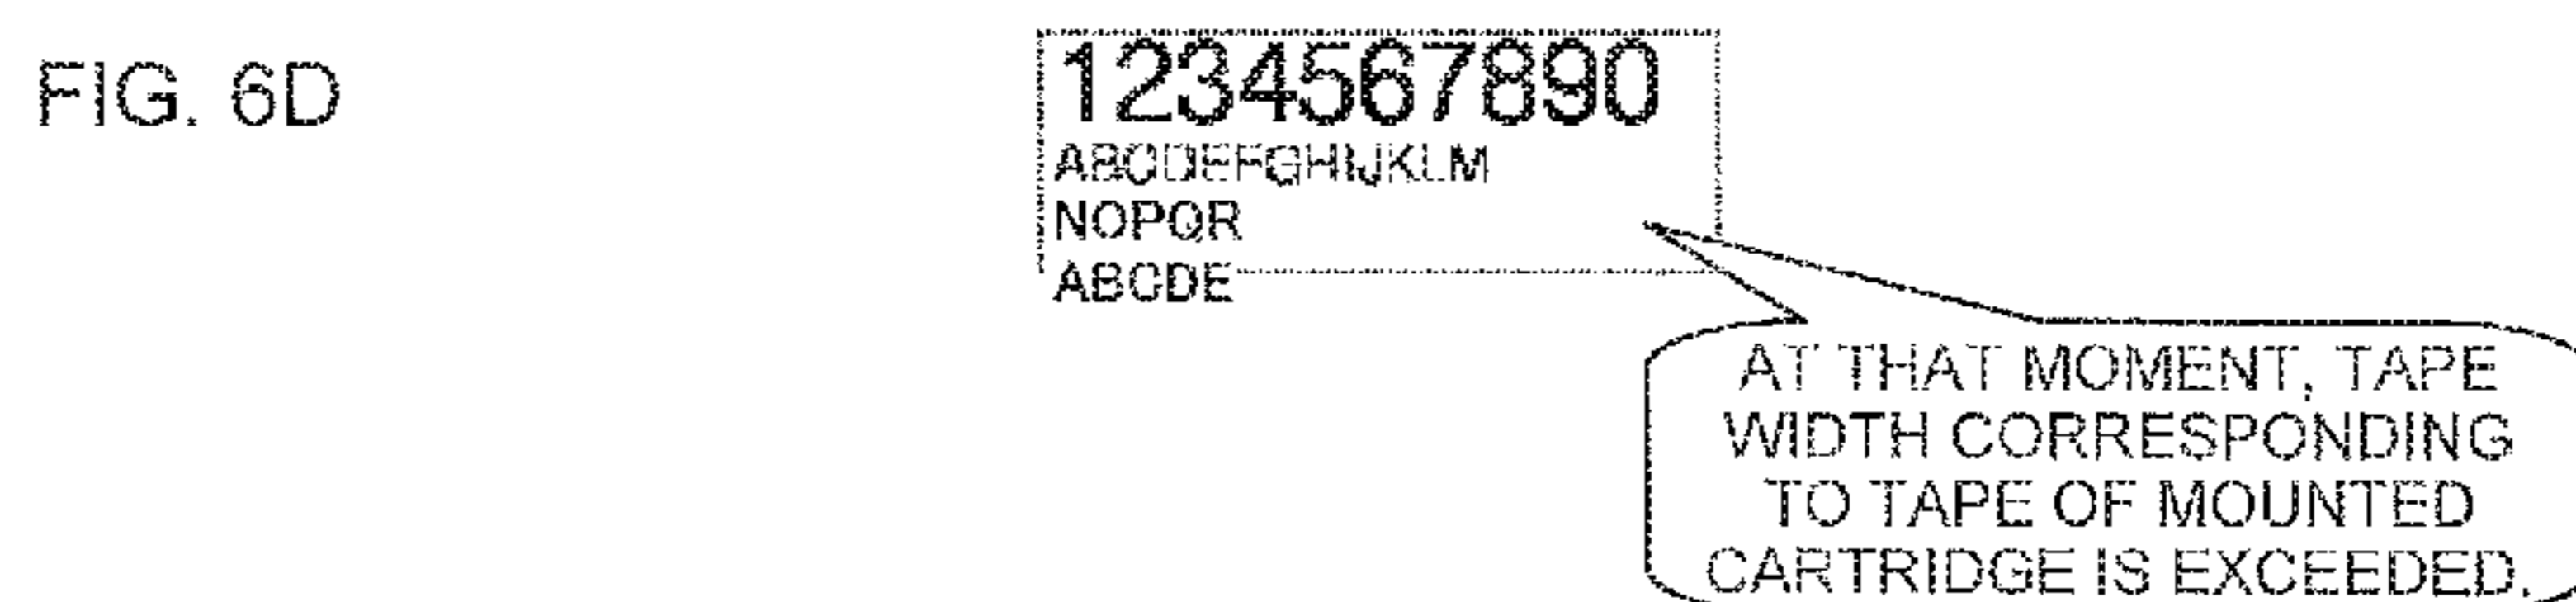 FIG. 6D
1234567890
ABCDEFGHIJKLM
NOPQR
ABCDE
AT THAT MOMENT, TAPE
WIDTH CORRESPONDING
TO TAPE OF MOUNTED
CARTRIDGE IS EXCEEDED.